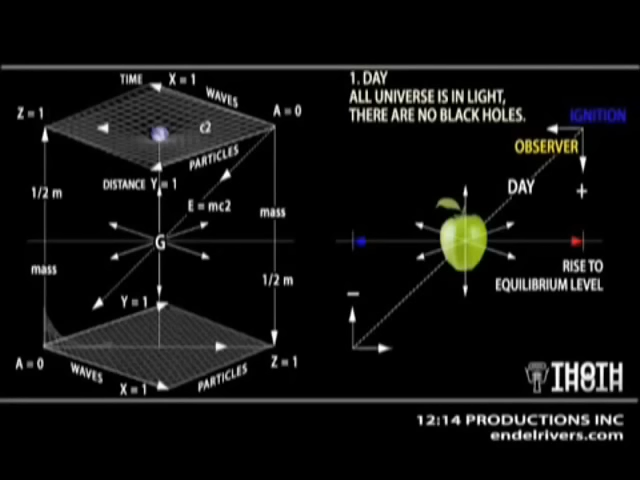 TIME
X = 1
WAVES
Z = 1
A = 0
c2
PARTICLES
DISTANCE Y = 1
1/2 m
E = mc2
mass
G
mass
1/2 m
Y = 1
A = 0
WAVES
X = 1
PARTICLES
Z = 1
1. DAY
ALL UNIVERSE IS IN LIGHT,
THERE ARE NO BLACK HOLES.
IGNITION
OBSERVER
DAY
+
RISE TO
EQUILIBRIUM LEVEL
−
THOTH
12:14 PRODUCTIONS INC
endelrivers.com